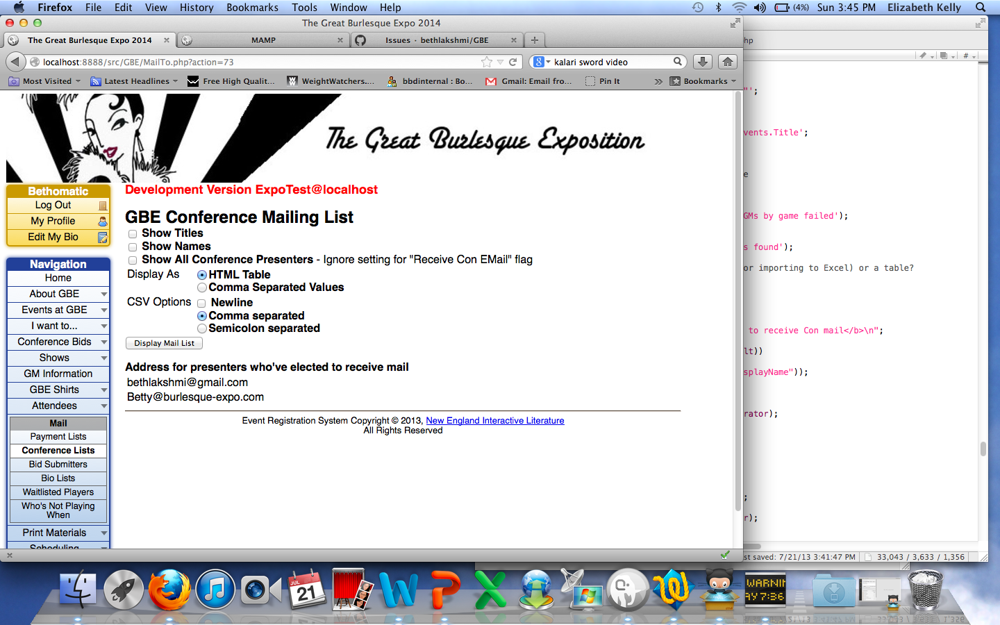 Firefox File Edit View History Bookmarks Tools Window Help (4%) Sun 3:45 PM Elizabeth Kelly
The Great Burlesque Expo 2014
The Great Burlesque Expo 2014 MAMP Issues · bethlakshmi/GBE
localhost:8888/src/GBE/MailTo.php?action=73 kalari sword video
Most Visited Latest Headlines Free High Qualit... WeightWatchers.... bbdinternal : Bo... Gmail: Email fro... Pin It Bookmarks
The Great Burlesque Exposition
Bethomatic
Log Out
My Profile
Edit My Bio
Navigation
Home
About GBE
Events at GBE
I want to...
Conference Bids
Shows
GM Information
GBE Shirts
Attendees
Mail
Payment Lists
Conference Lists
Bid Submitters
Bio Lists
Waitlisted Players
Who's Not Playing
When
Print Materials
Scheduling
Development Version ExpoTest@localhost
GBE Conference Mailing List
Show Titles
Show Names
Show All Conference Presenters - Ignore setting for "Receive Con EMail" flag
Display As HTML Table
Comma Separated Values
CSV Options Newline
Comma separated
Semicolon separated
Display Mail List
Address for presenters who've elected to receive mail
bethlakshmi@gmail.com
Betty@burlesque-expo.com
Event Registration System Copyright © 2013, New England Interactive Literature
All Rights Reserved
hp
#
"';
vents.Title';
e
GMs by game failed');
s found');
or importing to Excel) or a table?
to receive Con mail</b>\n";
lt))
splayName"));
rator);
;
r);
st saved: 7/21/13 3:41:47 PM 33,043 / 3,633 / 1,356
JUL
21
WARNIN
AY 7:36